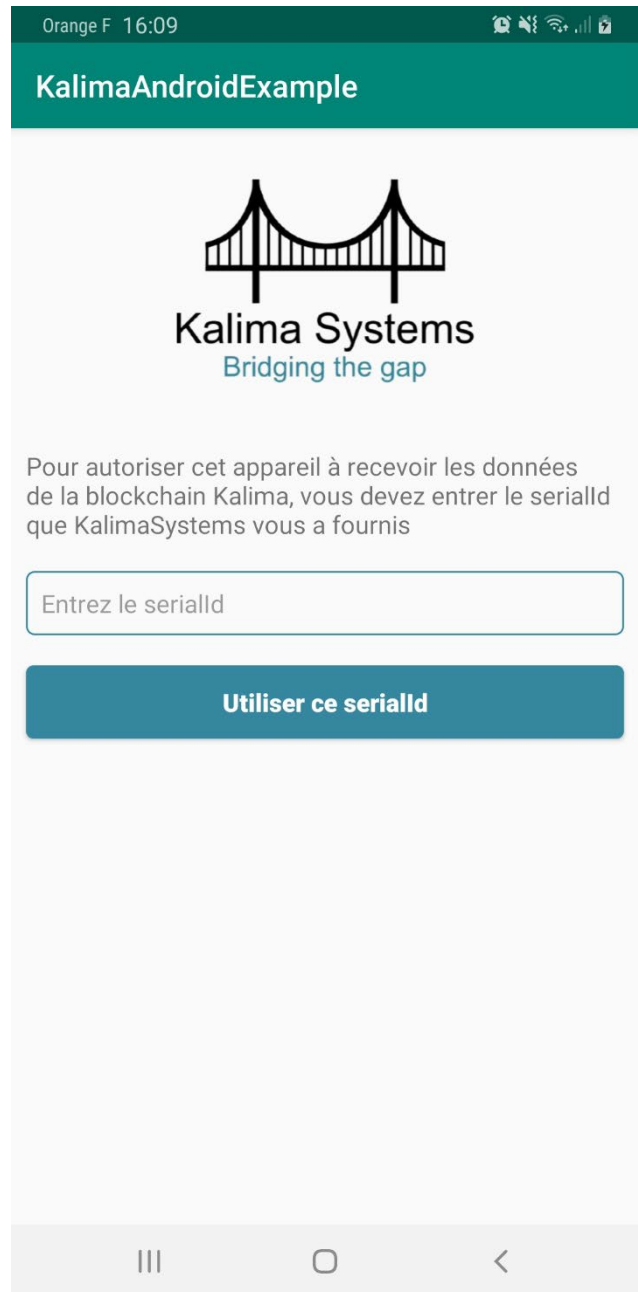 Orange F 16:09
KalimaAndroidExample
Kalima Systems
Bridging the gap
Pour autoriser cet appareil à recevoir les données
de la blockchain Kalima, vous devez entrer le serialId
que KalimaSystems vous a fournis
Entrez le serialId
Utiliser ce serialId